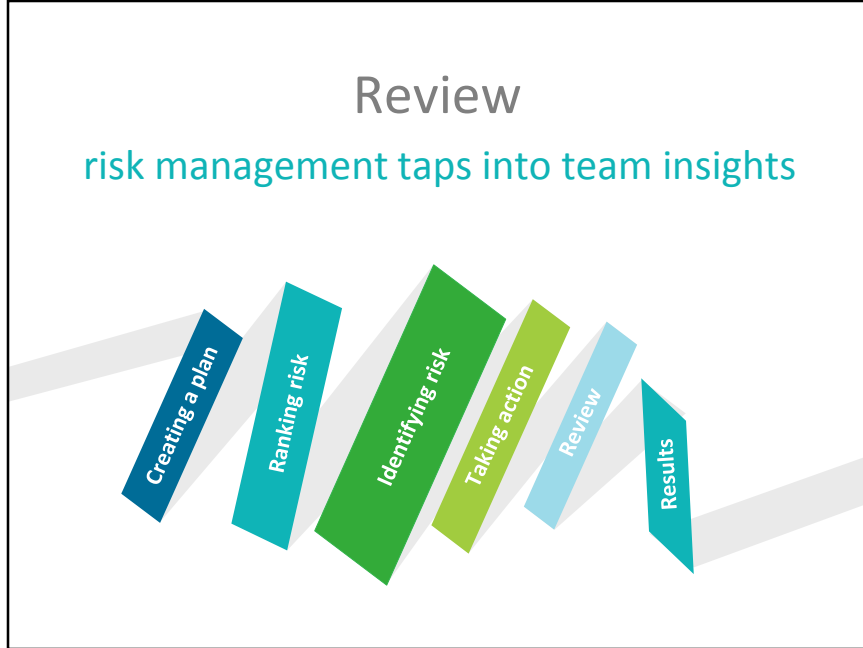 Review
risk management taps into team insights
Creating a plan
Ranking risk
Identifying risk
Taking action
Review
Results